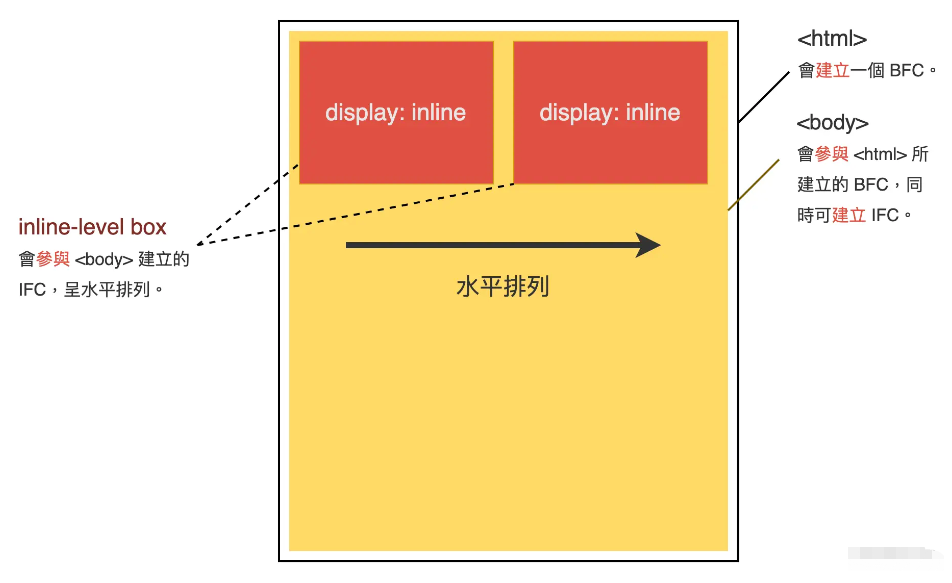 <html>
會建立一個 BFC。
<body>
會參與 <html> 所
建立的 BFC,同
時可建立 IFC。
display: inline
display: inline
inline-level box
會參與 <body> 建立的
IFC,呈水平排列。
水平排列